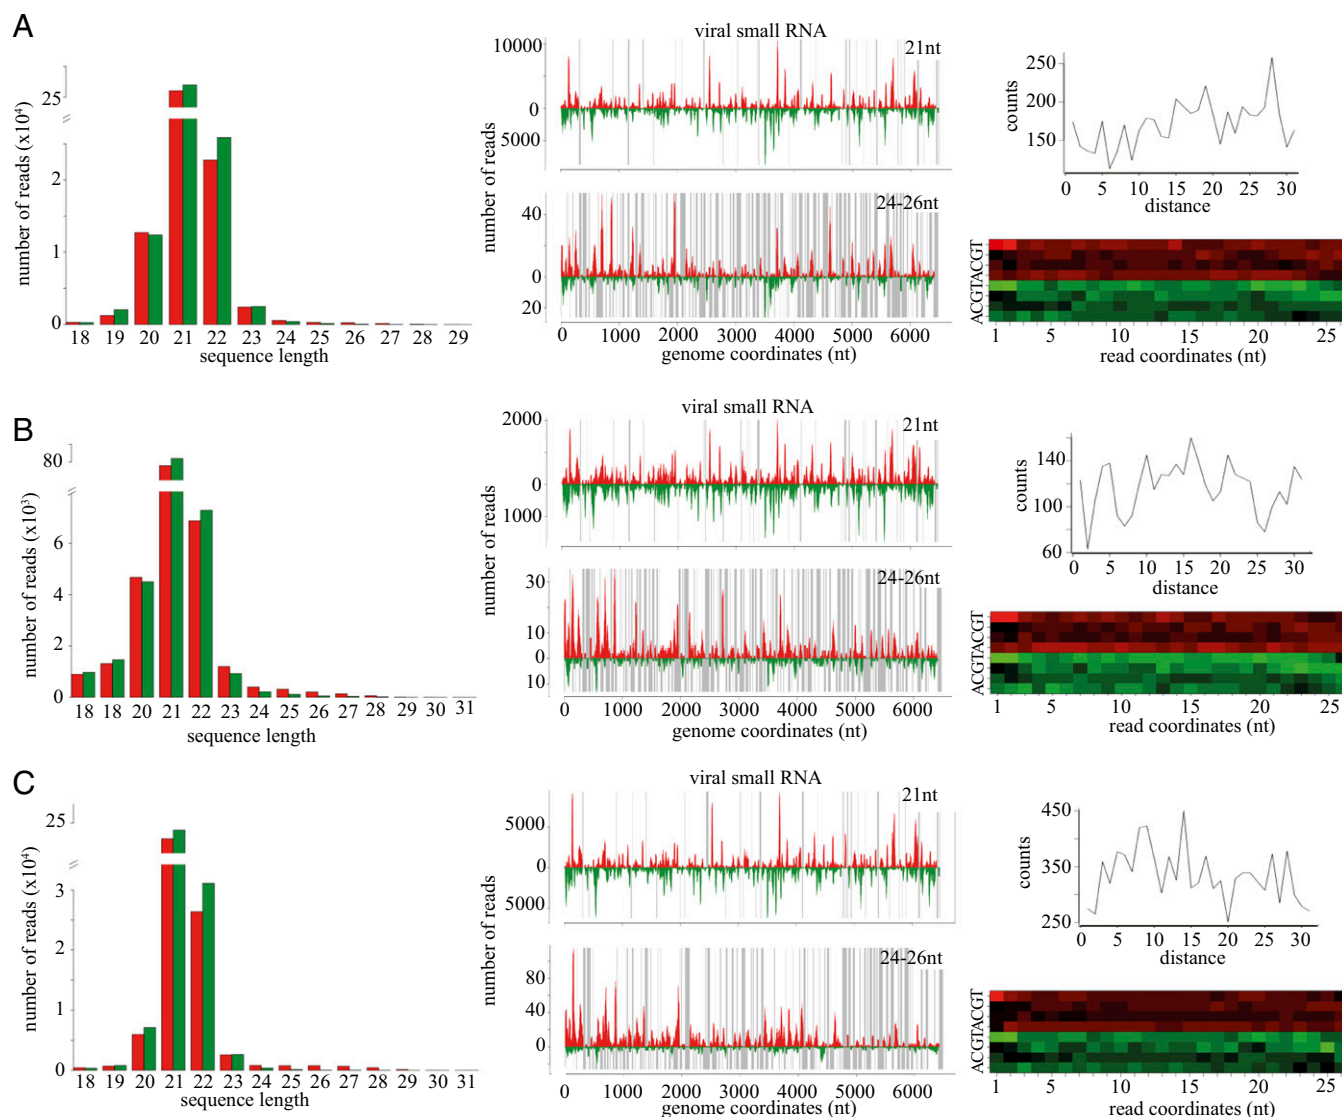 A
number of reads (x10⁴)
25
2
1
0
18 19 20 21 22 23 24 25 26 27 28 29
sequence length
viral small RNA
21nt
10000
0
5000
24-26nt
40
0
20
number of reads
0 1000 2000 3000 4000 5000 6000
genome coordinates (nt)
counts
250
200
150
0 5 10 15 20 25 30
distance
ACGTACGT
1 5 10 15 20 25
read coordinates (nt)
B
number of reads (x10³)
80
6
4
2
0
18 18 20 21 22 23 24 25 26 27 28 29 30 31
sequence length
viral small RNA
21nt
2000
0
1000
24-26nt
30
10
0
10
number of reads
0 1000 2000 3000 4000 5000 6000
genome coordinates (nt)
counts
140
100
60
0 5 10 15 20 25 30
distance
ACGTACGT
1 5 10 15 20 25
read coordinates (nt)
C
number of reads (x10⁴)
25
3
2
1
0
18 19 20 21 22 23 24 25 26 27 28 29 30 31
sequence length
viral small RNA
21nt
5000
0
5000
24-26nt
80
40
0
number of reads
0 1000 2000 3000 4000 5000 6000
genome coordinates (nt)
counts
450
350
250
0 5 10 15 20 25 30
distance
ACGTACGT
1 5 10 15 20 25
read coordinates (nt)